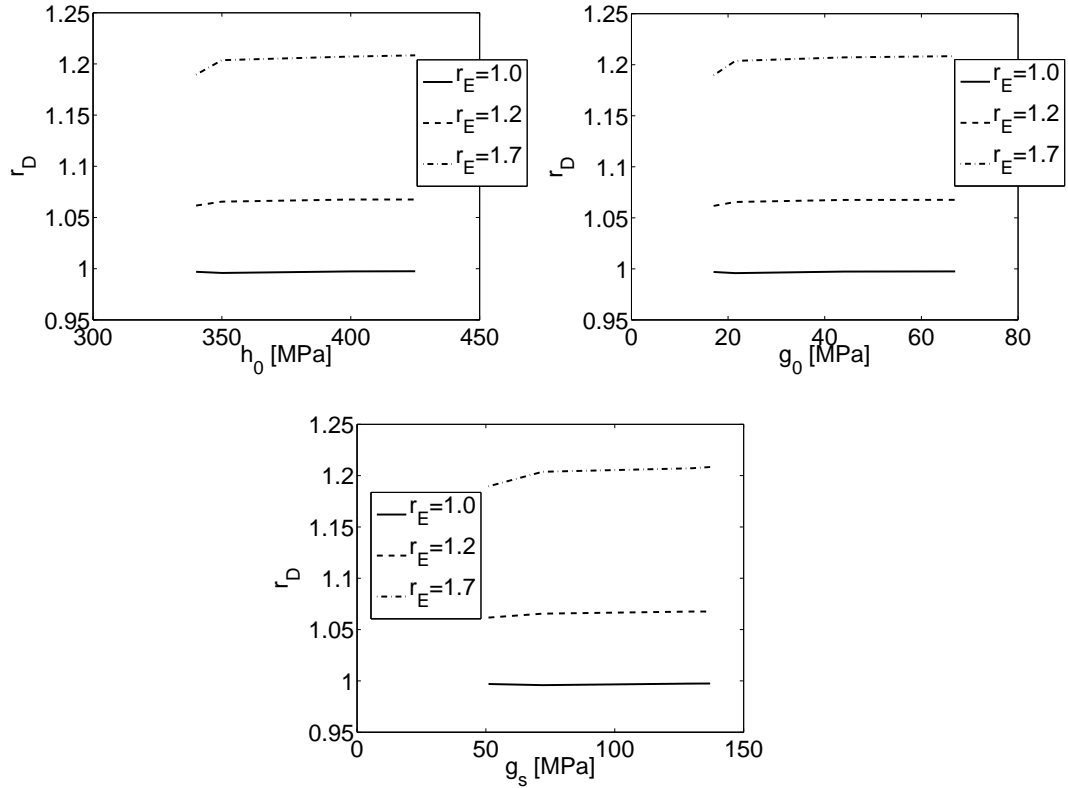 1.25
1.2
1.15
1.1
1.05
1
0.95
r_D
300 350 400 450
h_0 [MPa]
r_E=1.0
r_E=1.2
r_E=1.7
1.25
1.2
1.15
1.1
1.05
1
0.95
r_D
0 20 40 60 80
g_0 [MPa]
r_E=1.0
r_E=1.2
r_E=1.7
1.25
1.2
1.15
1.1
1.05
1
0.95
r_D
0 50 100 150
g_s [MPa]
r_E=1.0
r_E=1.2
r_E=1.7